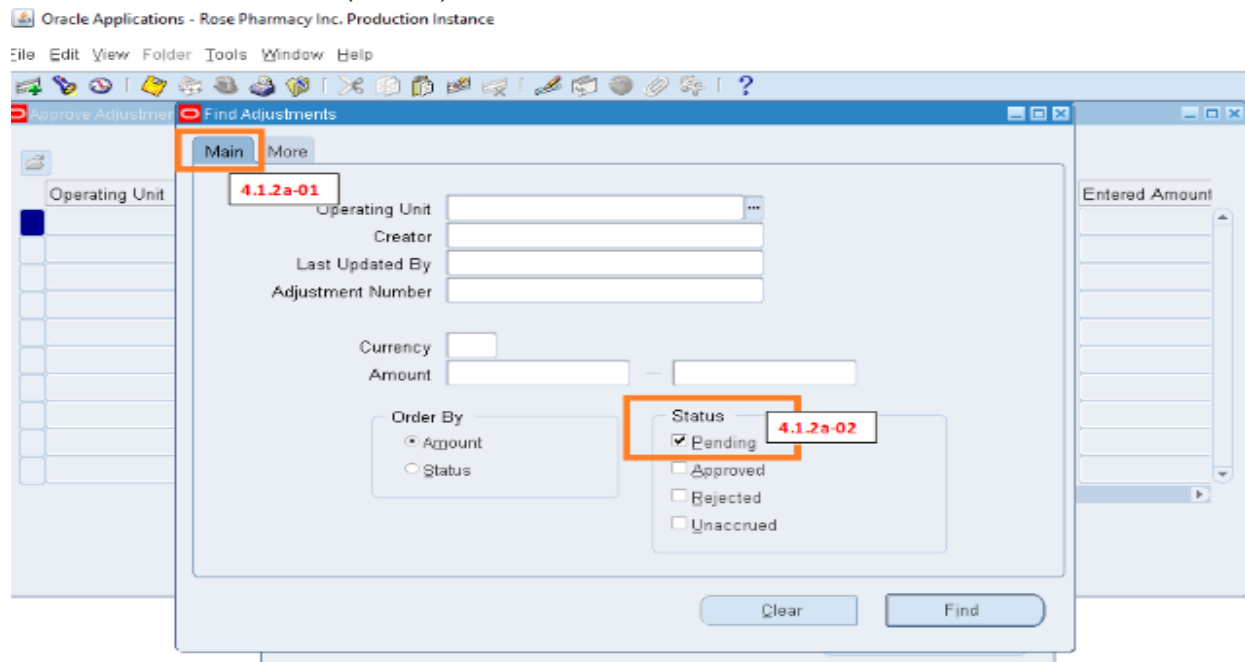 Oracle Applications - Rose Pharmacy Inc. Production Instance
File Edit View Folder Tools Window Help
Find Adjustments
Main More
4.1.2a-01
Operating Unit
Entered Amount
Operating Unit
Creator
Last Updated By
Adjustment Number
Currency
Amount
Order By
Status
4.1.2a-02
Amount
Pending
Status
Approved
Rejected
Unaccrued
Clear
Find